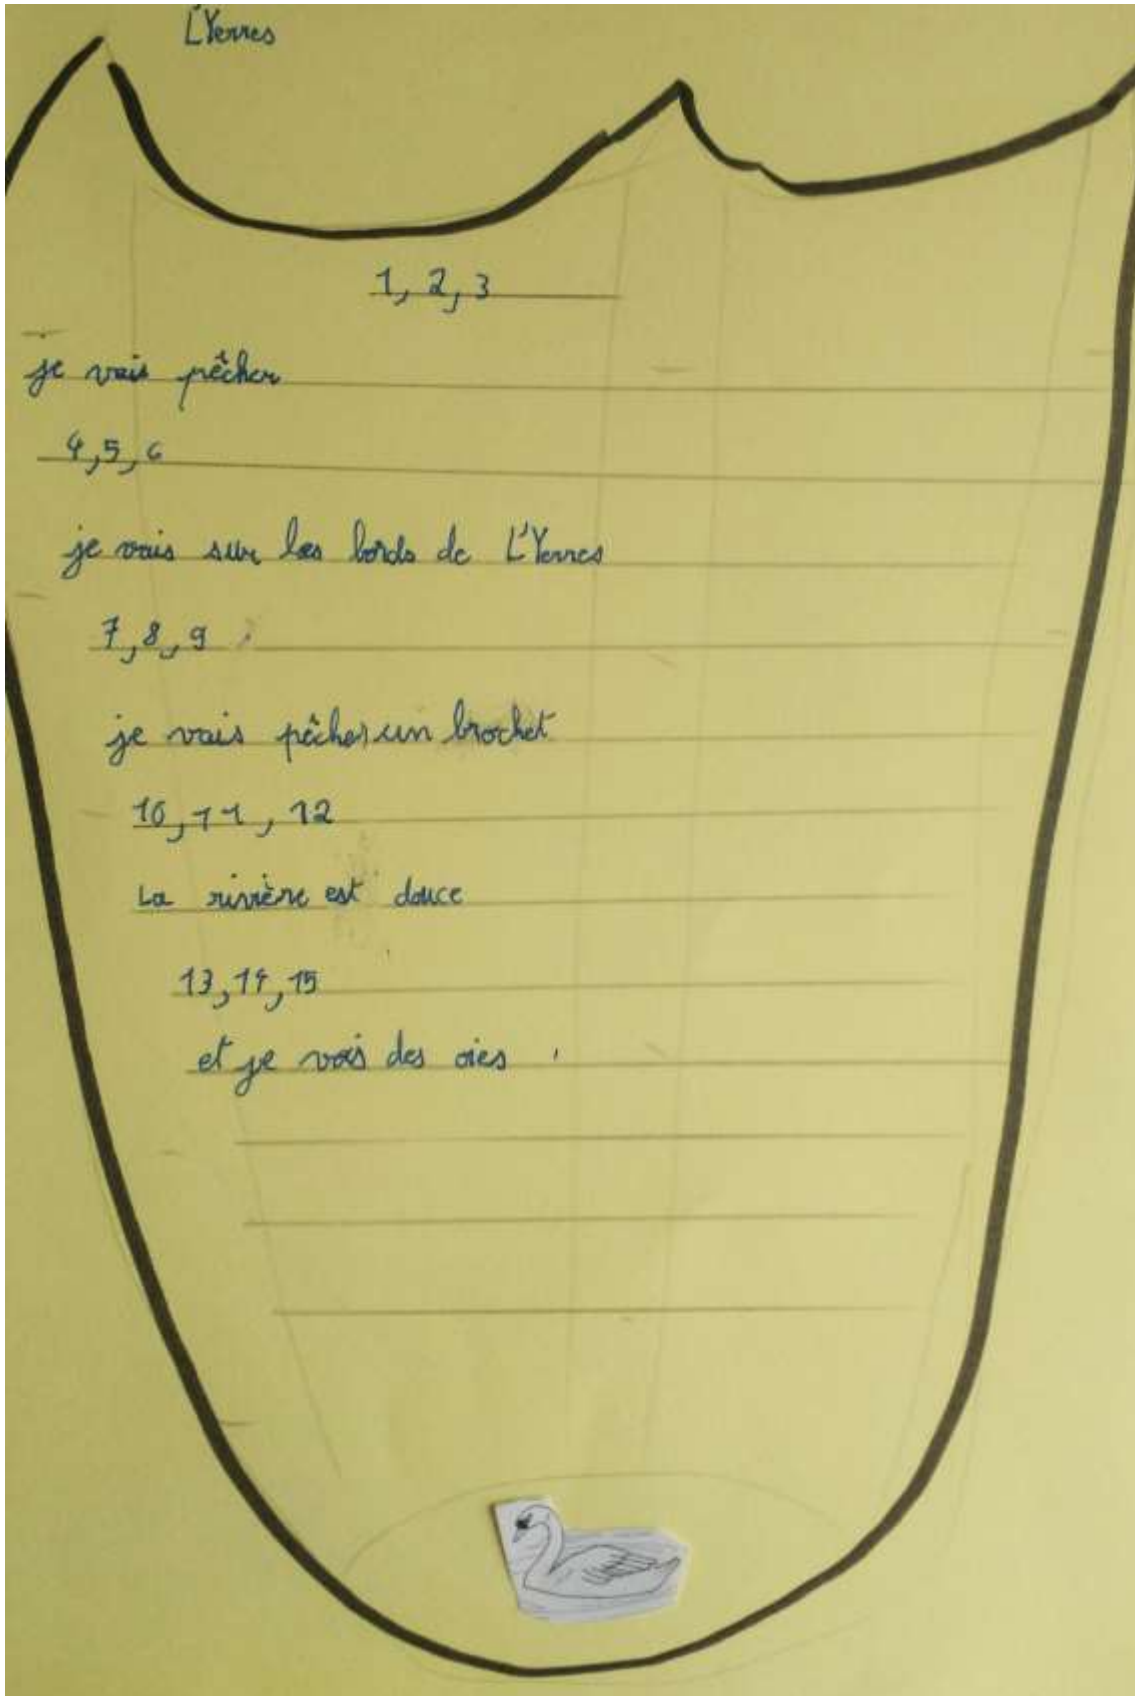 L'Yerres
1, 2, 3
je vais pêcher
4, 5, 6
je vais sur les bords de L'Yerres
7, 8, 9
je vais pêcher un brochet
10, 11, 12
La rivière est douce
13, 14, 15
et je vois des oies